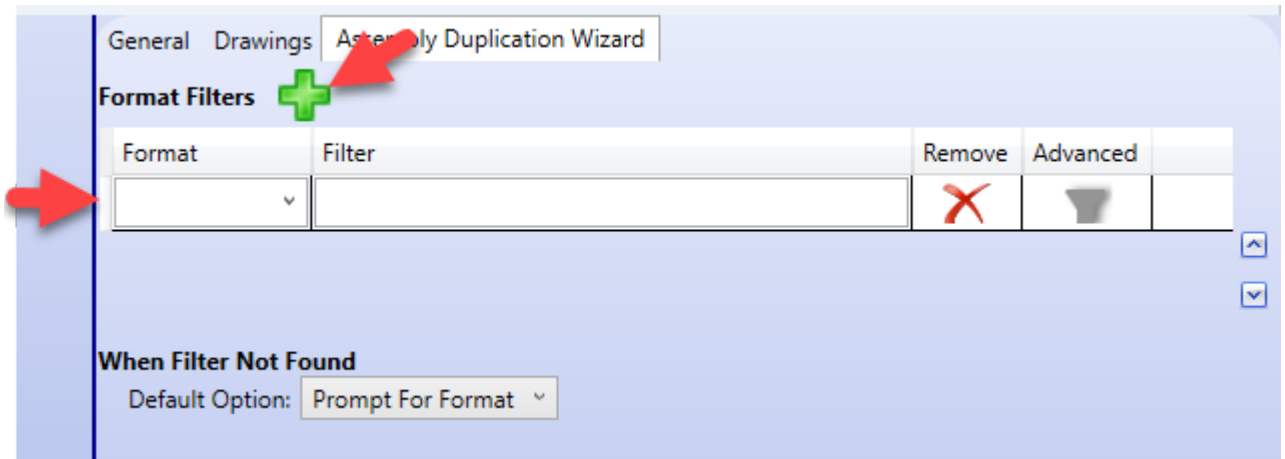 General Drawings Assembly Duplication Wizard
Format Filters
Format Filter Remove Advanced
When Filter Not Found
Default Option: Prompt For Format